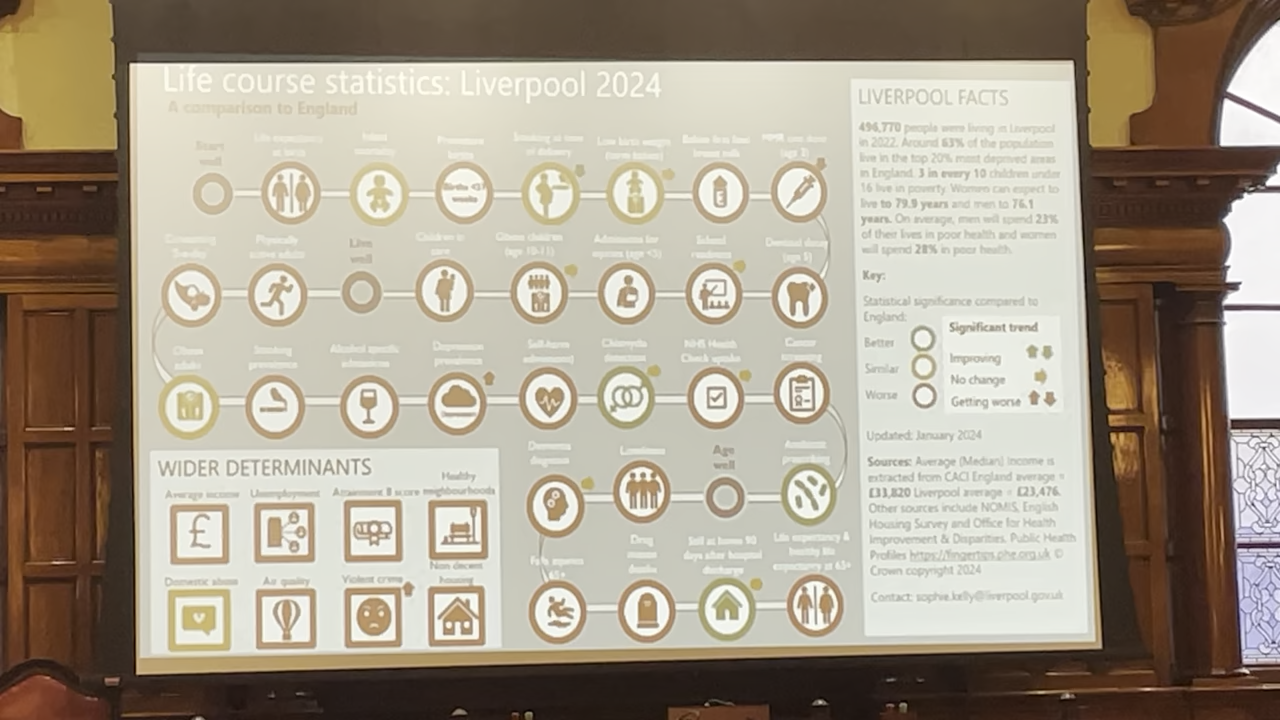 Life course statistics: Liverpool 2024
A comparison to England
Start well
Life expectancy at birth
Infant mortality
Premature
Births <37 weeks
Smoking at time of delivery
Low birth weight
Babies first feed breast milk
(age 2)
Physically active adults
Live well
Children in care
Obese children (age 10-11)
Admissions for injuries (age <5)
School readiness
Dental decay (age 5)
Obese adults
Smoking prevalence
Alcohol specific admissions
Depression prevalence
Self-harm admissions
Chlamydia detection
NHS Health Check uptake
Cancer screening
Dementia diagnosis
Loneliness
Age well
Antibiotic prescribing
65+
Drug deaths
Still at home 90 days after hospital discharge
Life expectancy & healthy life expectancy at 65+
WIDER DETERMINANTS
Average income
Unemployment
Attainment 8 score
Healthy neighbourhoods
Domestic abuse
Air quality
Violent crime
Non decent housing
LIVERPOOL FACTS
496,770 people were living in Liverpool
in 2022. Around 63% of the population
live in the top 20% most deprived areas
in England. 3 in every 10 children under
16 live in poverty. Women can expect to
live to 79.9 years and men to 76.1
years. On average, men will spend 23%
of their lives in poor health and women
will spend 28% in poor health.
Key:
Statistical significance compared to
England:
Better
Similar
Worse
Significant trend
Improving
No change
Getting worse
Updated: January 2024
Sources: Average (Median) Income is
extracted from CACI England average =
£33,820 Liverpool average = £23,476.
Other sources include NOMIS, English
Housing Survey and Office for Health
Improvement & Disparities. Public Health
Profiles https://fingertips.phe.org.uk ©
Crown copyright 2024
Contact: sophie.kelly@liverpool.gov.uk